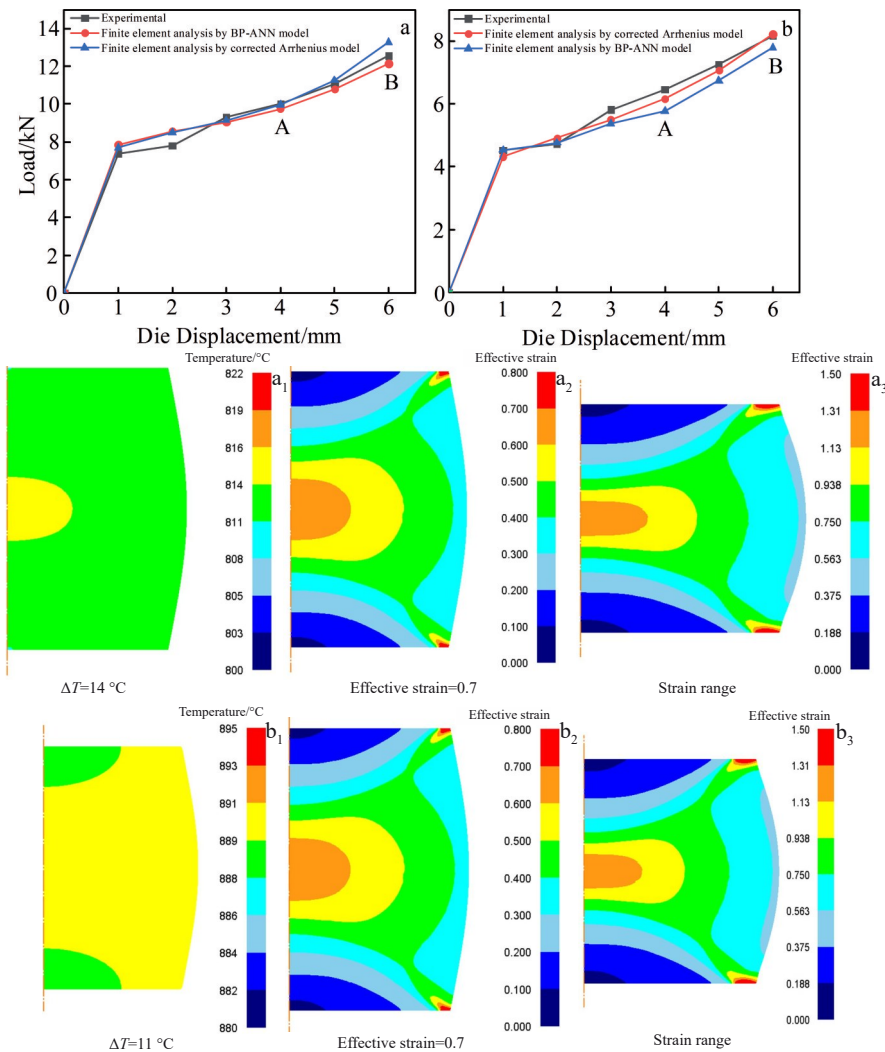 Experimental
Finite element analysis by BP-ANN model
Finite element analysis by corrected Arrhenius model
a
14
12
10
8
6
4
2
0
Load/kN
A
B
0 1 2 3 4 5 6
Die Displacement/mm
Experimental
Finite element analysis by corrected Arrhenius model
Finite element analysis by BP-ANN model
b
8
6
4
2
0
A
B
0 1 2 3 4 5 6
Die Displacement/mm
Temperature/°C
a1
822
819
816
814
811
808
805
803
800
ΔT=14 °C
Effective strain
a2
0.800
0.700
0.600
0.500
0.400
0.300
0.200
0.100
0.000
Effective strain=0.7
Effective strain
a3
1.50
1.31
1.13
0.938
0.750
0.563
0.375
0.188
0.000
Strain range
Temperature/°C
b1
895
893
891
889
888
886
884
882
880
ΔT=11 °C
Effective strain
b2
0.800
0.700
0.600
0.500
0.400
0.300
0.200
0.100
0.000
Effective strain=0.7
Effective strain
b3
1.50
1.31
1.13
0.938
0.750
0.563
0.375
0.188
0.000
Strain range